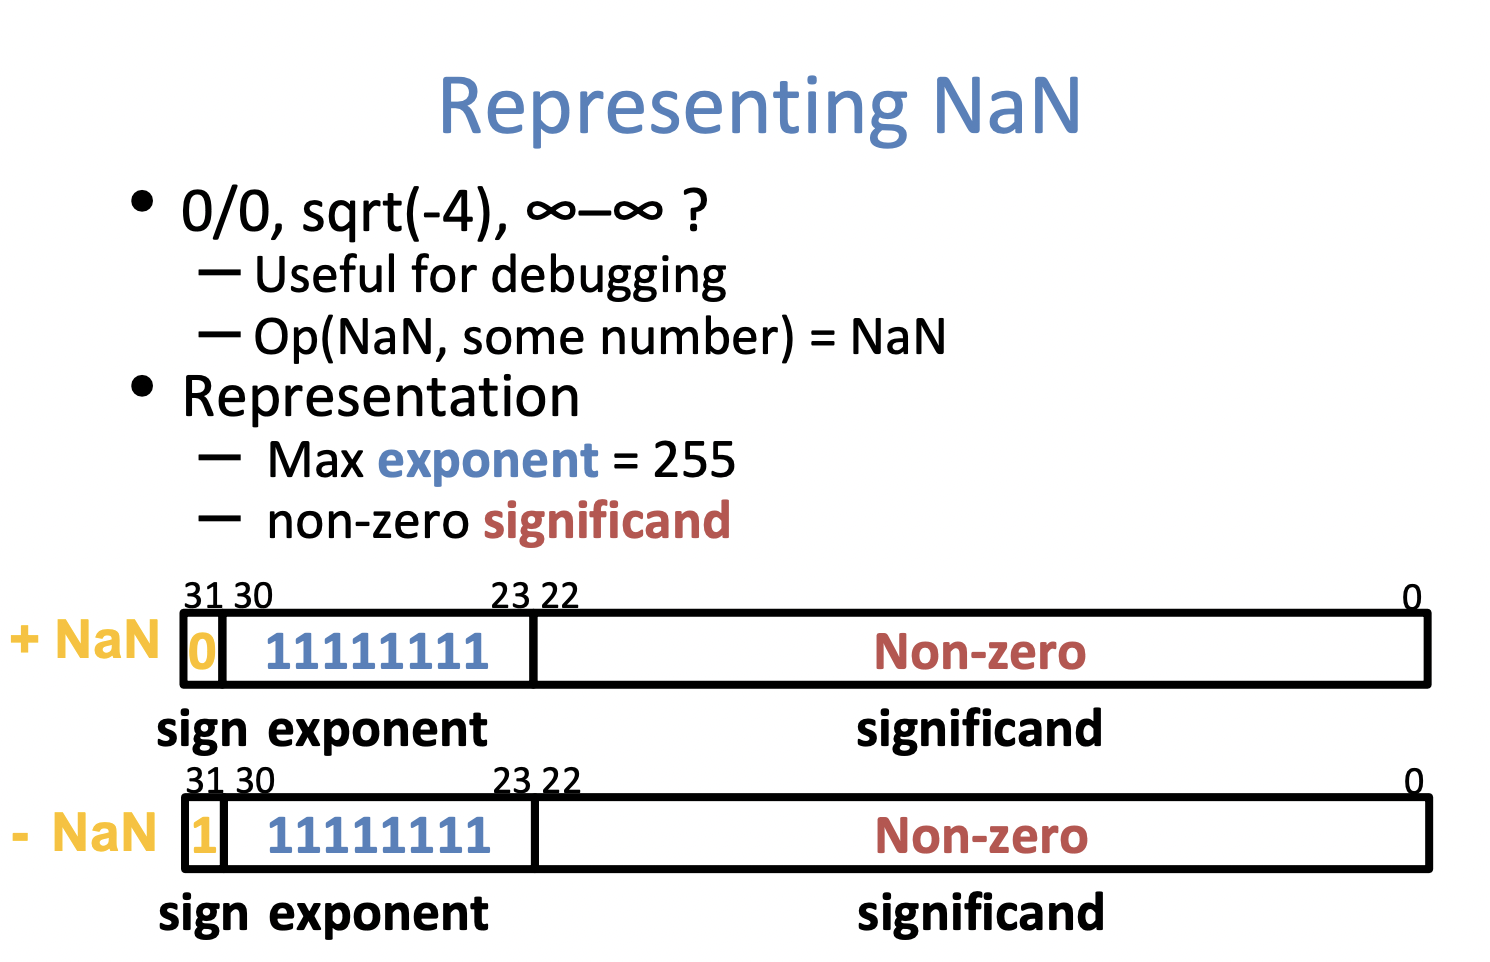 Representing NaN
• 0/0, sqrt(-4), ∞–∞ ?
– Useful for debugging
– Op(NaN, some number) = NaN
• Representation
– Max exponent = 255
– non-zero significand
31 30 23 22 0
+ NaN 0 11111111 Non-zero
sign exponent significand
31 30 23 22 0
- NaN 1 11111111 Non-zero
sign exponent significand